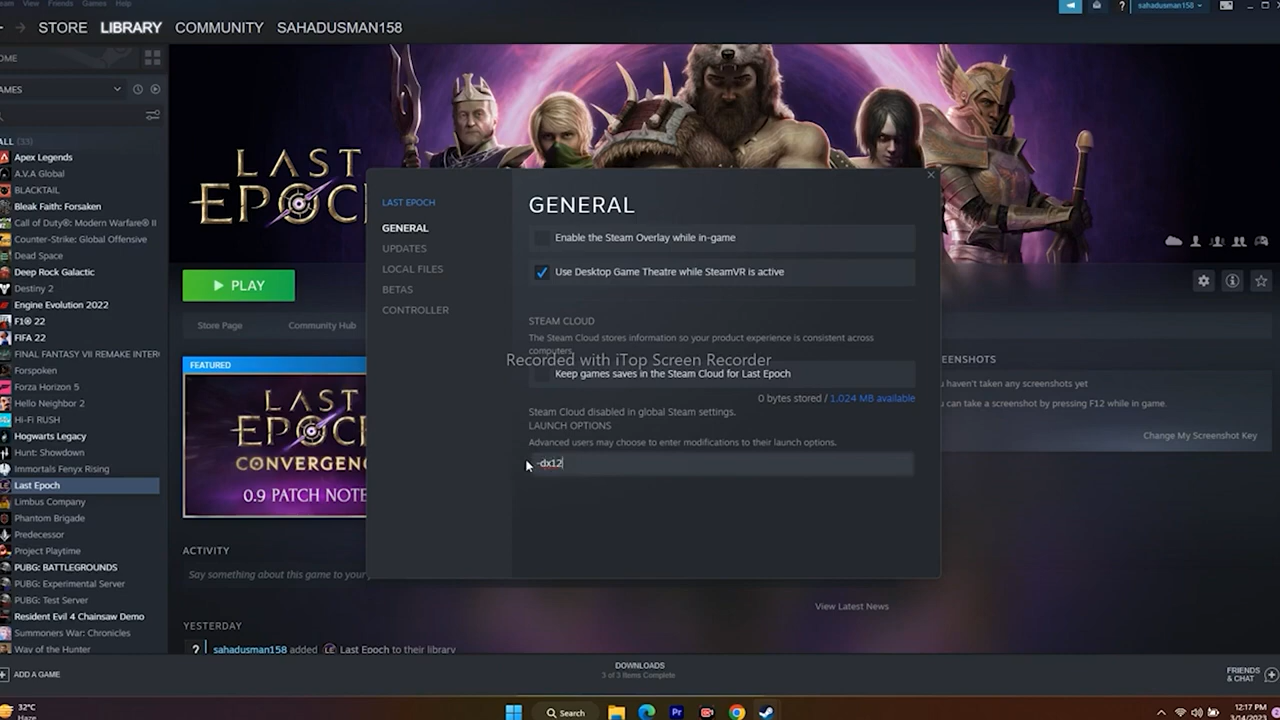 View Friends Games Help
sahadusman158
STORE LIBRARY COMMUNITY SAHADUSMAN158
LAST
EPOCH
ALL (33)
Apex Legends
A.V.A Global
BLACKTAIL
Bleak Faith: Forsaken
Call of Duty®: Modern Warfare® II
Counter-Strike: Global Offensive
Dead Space
Deep Rock Galactic
Destiny 2
Engine Evolution 2022
F1® 22
FIFA 22
FINAL FANTASY VII REMAKE INTER
Forspoken
Forza Horizon 5
Hello Neighbor 2
Hi-Fi RUSH
Hogwarts Legacy
Hunt: Showdown
Immortals Fenyx Rising
Last Epoch
Limbus Company
Phantom Brigade
Predecessor
Project Playtime
PUBG: BATTLEGROUNDS
PUBG: Experimental Server
PUBG: Test Server
Resident Evil 4 Chainsaw Demo
Summoners War: Chronicles
Way of the Hunter
ADD A GAME
PLAY
Store Page
Community Hub
FEATURED
LAST
EPOC
CONVERGENC
0.9 PATCH NOTE
ACTIVITY
Say something about this game to your
YESTERDAY
sahadusman158 added Last Epoch to their library
LAST EPOCH
GENERAL
UPDATES
LOCAL FILES
BETAS
CONTROLLER
GENERAL
Enable the Steam Overlay while in-game
Use Desktop Game Theatre while SteamVR is active
STEAM CLOUD
The Steam Cloud stores information so your product experience is consistent across
computers.
Recorded with iTop Screen Recorder
Keep games saves in the Steam Cloud for Last Epoch
0 bytes stored / 1,024 MB available
Steam Cloud disabled in global Steam settings.
LAUNCH OPTIONS
Advanced users may choose to enter modifications to their launch options.
-dx12
EENSHOTS
haven't taken any screenshots yet
can take a screenshot by pressing F12 while in game.
Change My Screenshot Key
View Latest News
DOWNLOADS
3 of 3 Items Complete
FRIENDS
& CHAT
32°C
Haze
Search
12:17 PM